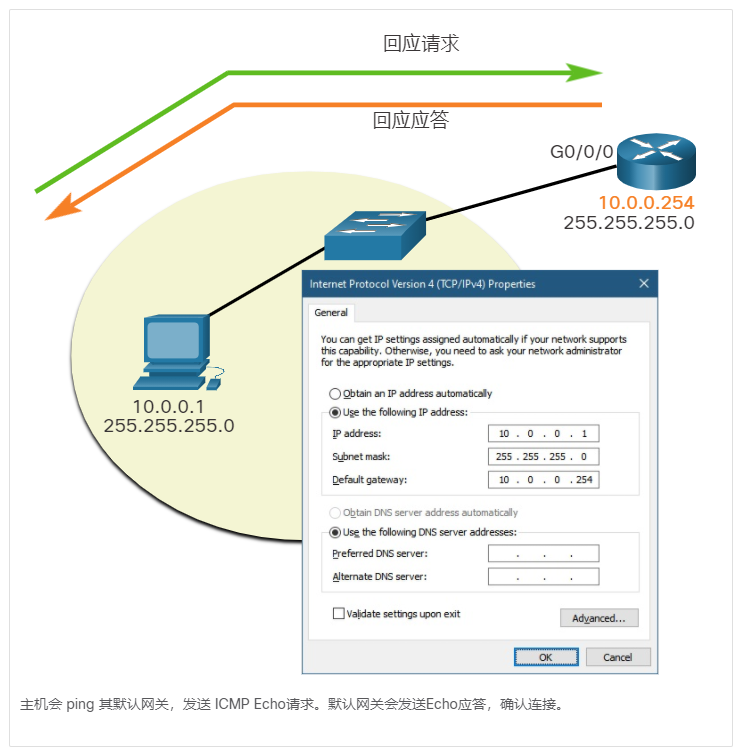 回应请求
回应应答
G0/0/0
10.0.0.254
255.255.255.0
10.0.0.1
255.255.255.0
Internet Protocol Version 4 (TCP/IPv4) Properties
General
You can get IP settings assigned automatically if your network supports
this capability. Otherwise, you need to ask your network administrator
for the appropriate IP settings.
Obtain an IP address automatically
Use the following IP address:
IP address: 10 . 0 . 0 . 1
Subnet mask: 255 . 255 . 255 . 0
Default gateway: 10 . 0 . 0 . 254
Obtain DNS server address automatically
Use the following DNS server addresses:
Preferred DNS server: . . .
Alternate DNS server: . . .
Validate settings upon exit
Advanced...
OK Cancel
主机会 ping 其默认网关，发送 ICMP Echo请求。默认网关会发送Echo应答，确认连接。